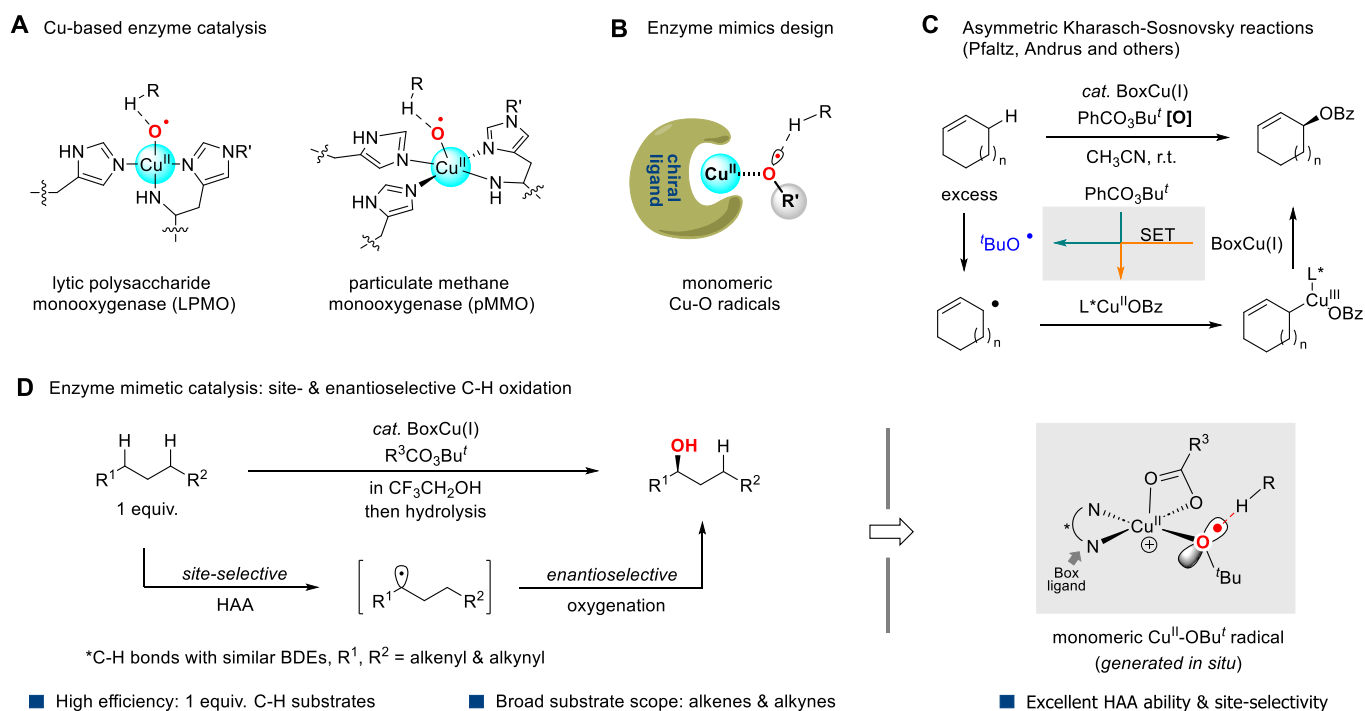 A Cu-based enzyme catalysis
R
H
O•
HN
N
Cu^II
N
N
R'
HN
lytic polysaccharide
monooxygenase (LPMO)
R
H
R'
HN
O•
N
N
N
Cu^II
N
HN
N
N
H
particulate methane
monooxygenase (pMMO)
B Enzyme mimics design
R
H
chiral
ligand
Cu^II
O
R'
monomeric
Cu-O radicals
C Asymmetric Kharasch-Sosnovsky reactions
(Pfaltz, Andrus and others)
cat. BoxCu(I)
H
PhCO3Bu^t [O]
OBz
( )n
CH3CN, r.t.
( )n
excess
PhCO3Bu^t
^tBuO •
SET
BoxCu(I)
L*
Cu^III
L*Cu^IIOBz
OBz
( )n
( )n
D Enzyme mimetic catalysis: site- & enantioselective C-H oxidation
H H
R^1 R^2
1 equiv.
cat. BoxCu(I)
R^3CO3Bu^t
in CF3CH2OH
then hydrolysis
OH H
R^1 R^2
site-selective
HAA
R^1 R^2
enantioselective
oxygenation
*C-H bonds with similar BDEs, R^1, R^2 = alkenyl & alkynyl
R^3
O
O
R
H
N
*
N
Cu^II
+
O
^tBu
Box
ligand
monomeric Cu^II-OBu^t radical
(generated in situ)
High efficiency: 1 equiv. C-H substrates
Broad substrate scope: alkenes & alkynes
Excellent HAA ability & site-selectivity